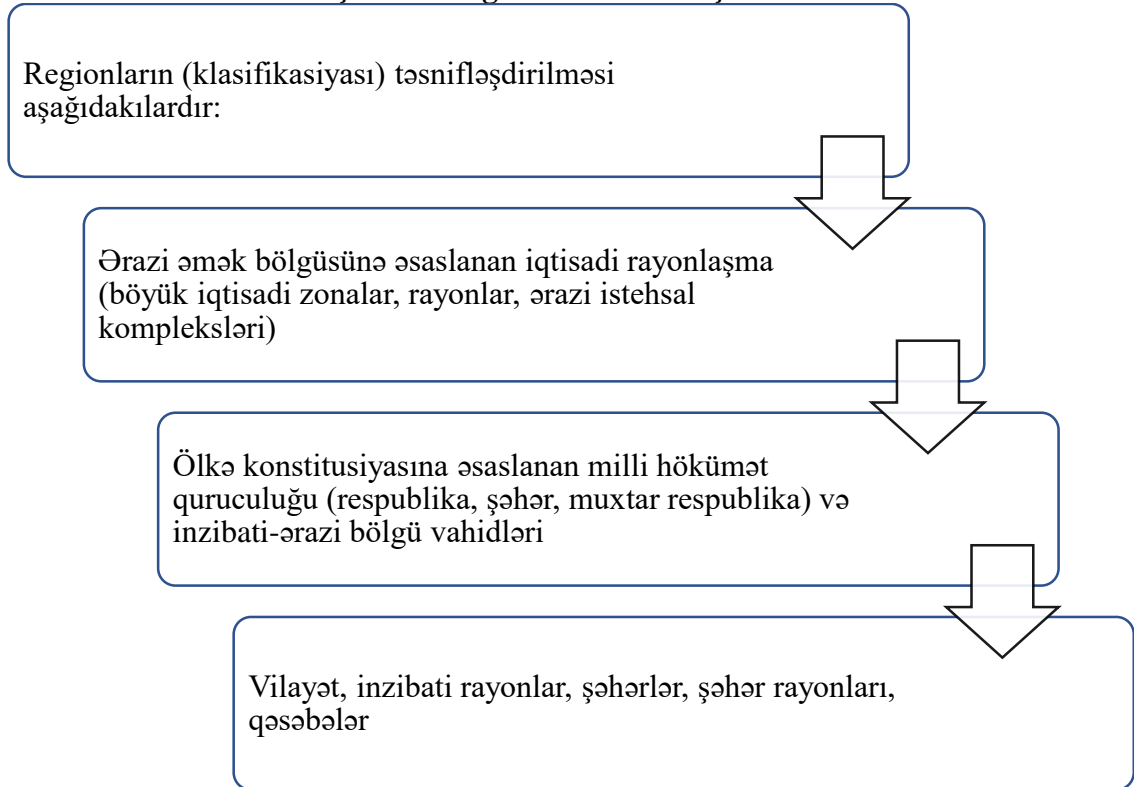 Regionların (klasifikasiyası) təsnifləşdirilməsi
aşağıdakılardır:
Ərazi əmək bölgüsünə əsaslanan iqtisadi rayonlaşma
(böyük iqtisadi zonalar, rayonlar, ərazi istehsal
kompleksləri)
Ölkə konstitusiyasına əsaslanan milli hökümət
quruculuğu (respublika, şəhər, muxtar respublika) və
inzibati-ərazi bölgü vahidləri
Vilayət, inzibati rayonlar, şəhərlər, şəhər rayonları,
qəsəbələr